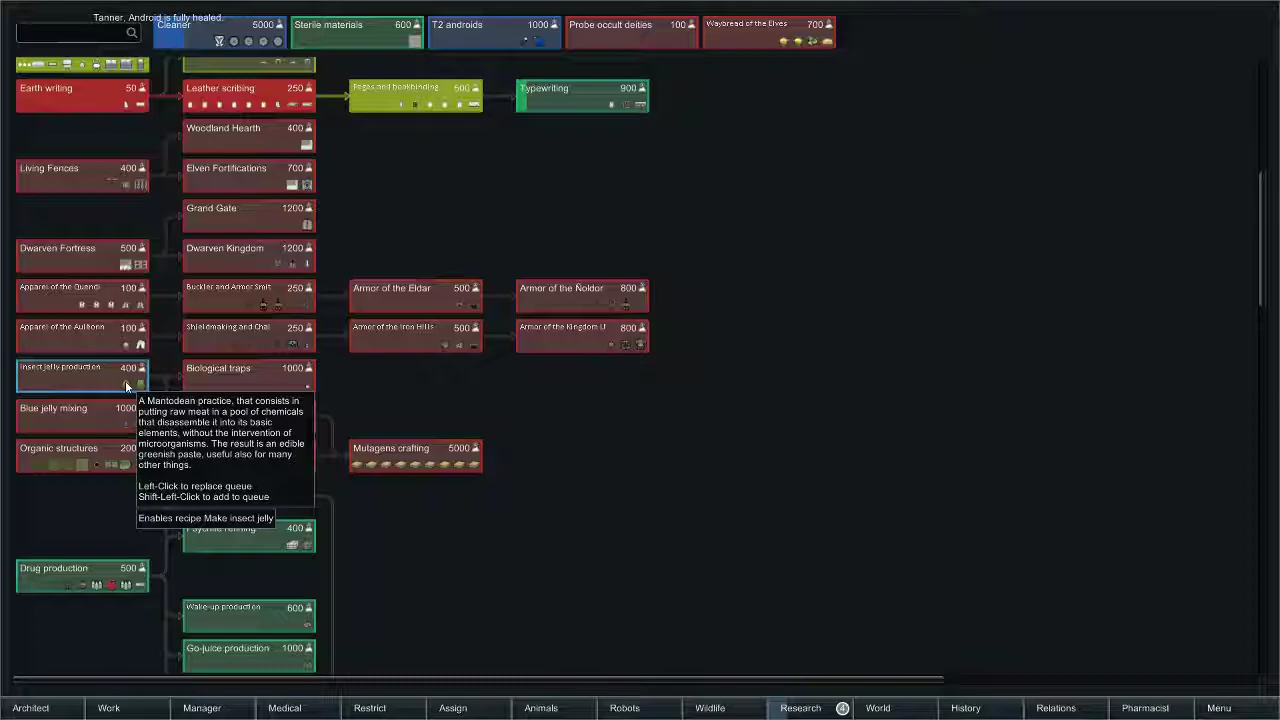 Tanner, Android is fully healed.
Cleaner 5000
Sterile materials 600
T2 androids 1000
Probe occult deities 100
Waybread of the Elves 700
Earth writing 50
Leather scribing 250
Pages and bookbinding 500
Typewriting 900
Woodland Hearth 400
Living Fences 400
Elven Fortifications 700
Grand Gate 1200
Dwarven Fortress 500
Dwarven Kingdom 1200
Apparel of the Quendi 100
Buckler and Armor Smit 250
Armor of the Eldar 500
Armor of the Noldor 800
Apparel of the Auliborn 100
Shieldmaking and Chai 250
Armor of the Iron Hills 500
Armor of the Kingdom U 800
Insect jelly production 400
Biological traps 1000
Blue jelly mixing 1000
Organic structures 200
Mutagens crafting 5000
A Mantodean practice, that consists in
putting raw meat in a pool of chemicals
that disassemble it into its basic
elements, without the intervention of
microorganisms. The result is an edible
greenish paste, useful also for many
other things.
Left-Click to replace queue
Shift-Left-Click to add to queue
Enables recipe Make insect jelly
Psychite refining 400
Drug production 500
Wake-up production 600
Go-juice production 1000
Architect Work Manager Medical Restrict Assign Animals Robots Wildlife Research 4 World History Relations Pharmacist Menu